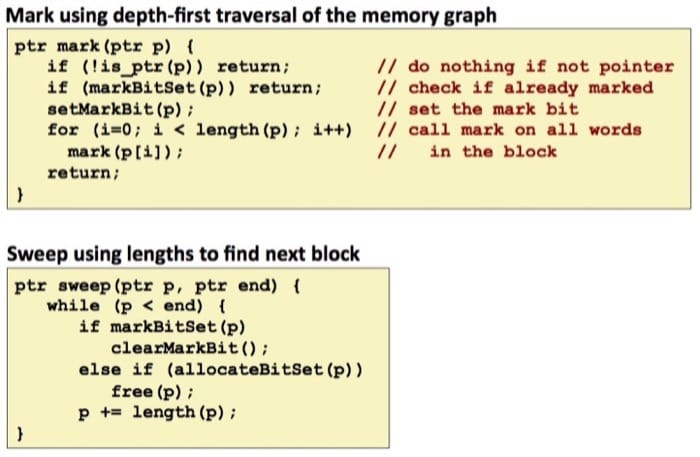 Mark using depth-first traversal of the memory graph
ptr mark(ptr p) {
    if (!is_ptr(p)) return;        // do nothing if not pointer
    if (markBitSet(p)) return;     // check if already marked
    setMarkBit(p);                 // set the mark bit
    for (i=0; i < length(p); i++)  // call mark on all words
      mark(p[i]);                  //   in the block
    return;
}
Sweep using lengths to find next block
ptr sweep(ptr p, ptr end) {
    while (p < end) {
       if markBitSet(p)
          clearMarkBit();
       else if (allocateBitSet(p))
          free(p);
       p += length(p);
}